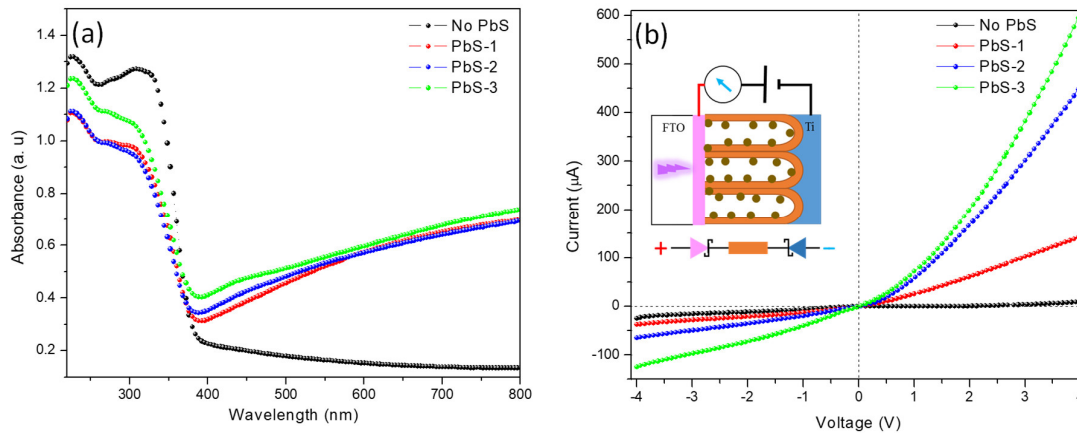 (a)
No PbS
PbS-1
PbS-2
PbS-3
1.4
1.2
1.0
0.8
0.6
0.4
0.2
Absorbance (a. u)
200 300 400 500 600 700 800
Wavelength (nm)
(b)
No PbS
PbS-1
PbS-2
PbS-3
600
500
400
300
200
100
0
-100
Current (µA)
FTO
Ti
+ −
-4 -3 -2 -1 0 1 2 3 4
Voltage (V)